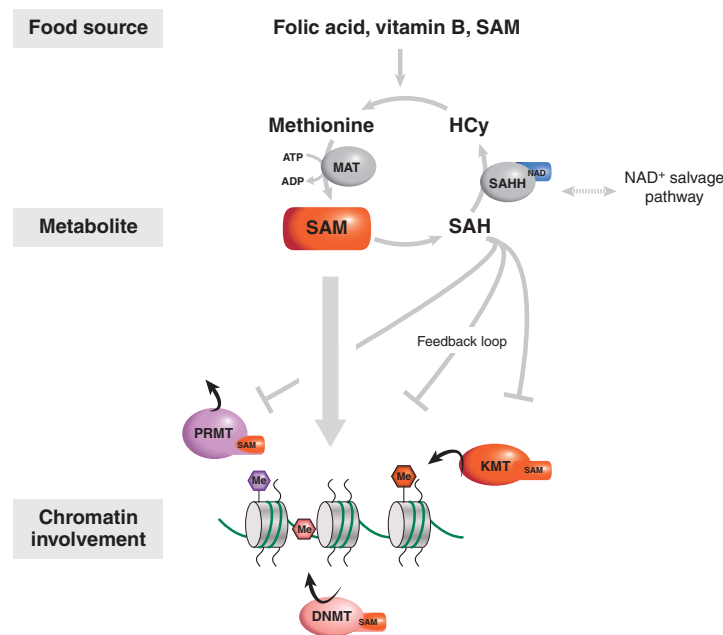 Food source
Folic acid, vitamin B, SAM
Methionine
HCy
ATP
MAT
ADP
SAHH
NAD
NAD⁺ salvage
pathway
Metabolite
SAM
SAH
Feedback loop
PRMT
SAM
KMT
SAM
Me
Me
Me
Chromatin
involvement
DNMT
SAM